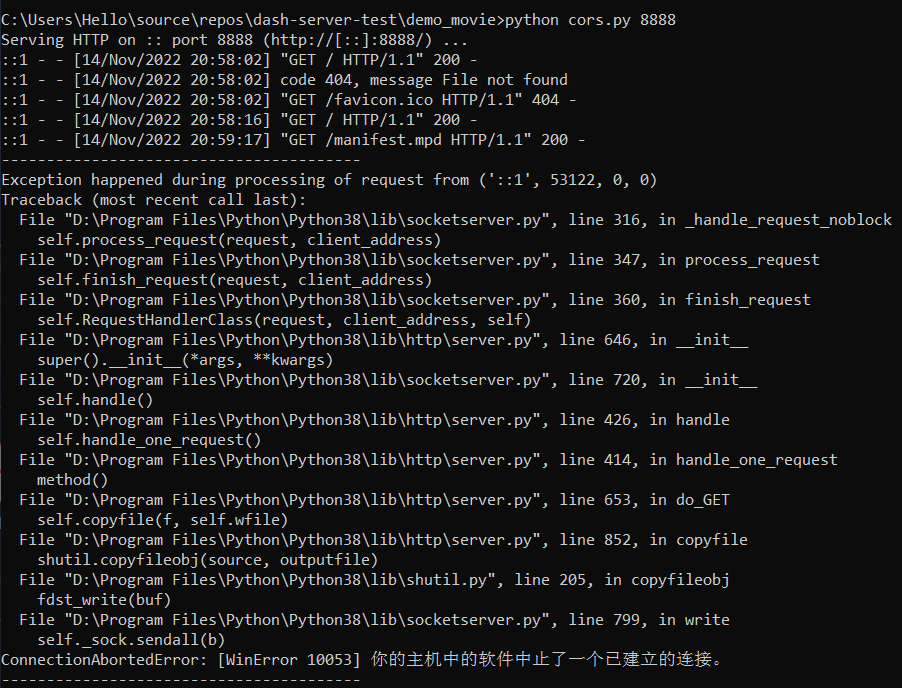 C:\Users\Hello\source\repos\dash-server-test\demo_movie>python cors.py 8888
Serving HTTP on :: port 8888 (http://[::]:8888/) ...
::1 - - [14/Nov/2022 20:58:02] "GET / HTTP/1.1" 200 -
::1 - - [14/Nov/2022 20:58:02] code 404, message File not found
::1 - - [14/Nov/2022 20:58:02] "GET /favicon.ico HTTP/1.1" 404 -
::1 - - [14/Nov/2022 20:58:16] "GET / HTTP/1.1" 200 -
::1 - - [14/Nov/2022 20:59:17] "GET /manifest.mpd HTTP/1.1" 200 -
----------------------------------------
Exception happened during processing of request from ('::1', 53122, 0, 0)
Traceback (most recent call last):
  File "D:\Program Files\Python\Python38\lib\socketserver.py", line 316, in _handle_request_noblock
    self.process_request(request, client_address)
  File "D:\Program Files\Python\Python38\lib\socketserver.py", line 347, in process_request
    self.finish_request(request, client_address)
  File "D:\Program Files\Python\Python38\lib\socketserver.py", line 360, in finish_request
    self.RequestHandlerClass(request, client_address, self)
  File "D:\Program Files\Python\Python38\lib\http\server.py", line 646, in __init__
    super().__init__(*args, **kwargs)
  File "D:\Program Files\Python\Python38\lib\socketserver.py", line 720, in __init__
    self.handle()
  File "D:\Program Files\Python\Python38\lib\http\server.py", line 426, in handle
    self.handle_one_request()
  File "D:\Program Files\Python\Python38\lib\http\server.py", line 414, in handle_one_request
    method()
  File "D:\Program Files\Python\Python38\lib\http\server.py", line 653, in do_GET
    self.copyfile(f, self.wfile)
  File "D:\Program Files\Python\Python38\lib\http\server.py", line 852, in copyfile
    shutil.copyfileobj(source, outputfile)
  File "D:\Program Files\Python\Python38\lib\shutil.py", line 205, in copyfileobj
    fdst_write(buf)
  File "D:\Program Files\Python\Python38\lib\socketserver.py", line 799, in write
    self._sock.sendall(b)
ConnectionAbortedError: [WinError 10053] 你的主机中的软件中止了一个已建立的连接。
----------------------------------------